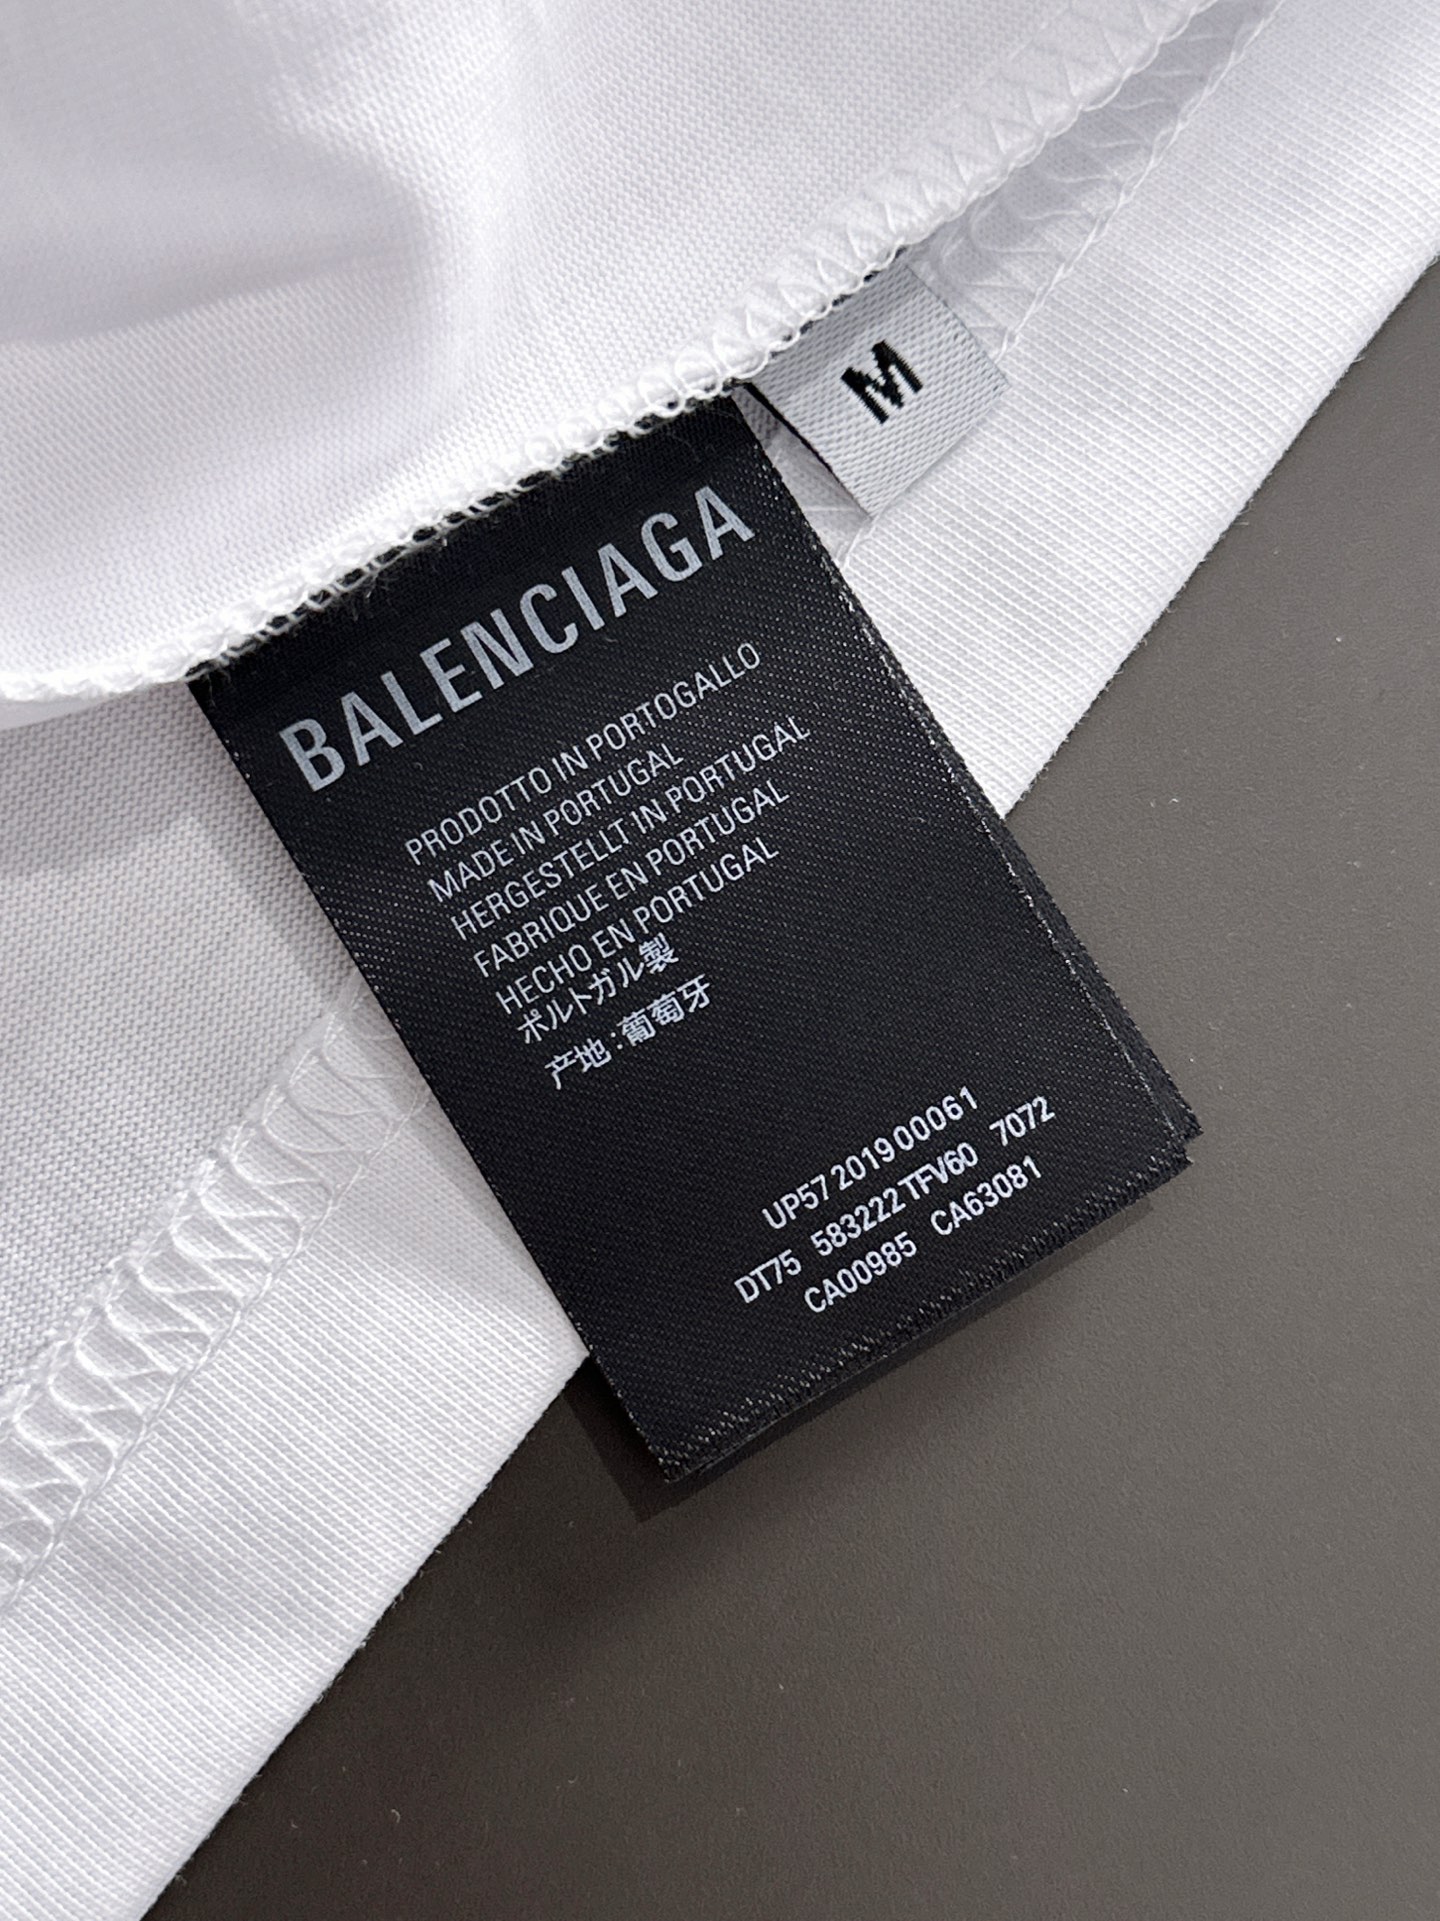 M
BALENCIAGA
PRODOTTO IN PORTOGALLO
MADE IN PORTUGAL
HERGESTELLT IN PORTUGAL
FABRIQUE EN PORTUGAL
HECHO EN PORTUGAL
ポルトガル製
产地:葡萄牙
UP57 2019 00061
DT75 583222 TFV60 7072
CA00985 CA63081